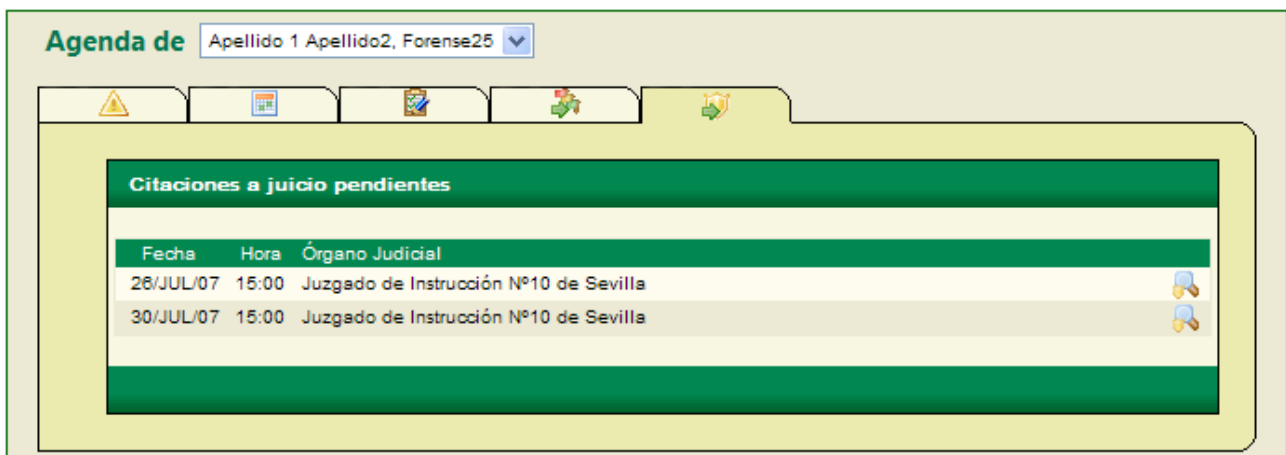 Agenda de Apellido 1 Apellido2, Forense25
Citaciones a juicio pendientes
Fecha Hora Órgano Judicial
26/JUL/07 15:00 Juzgado de Instrucción Nº10 de Sevilla
30/JUL/07 15:00 Juzgado de Instrucción Nº10 de Sevilla